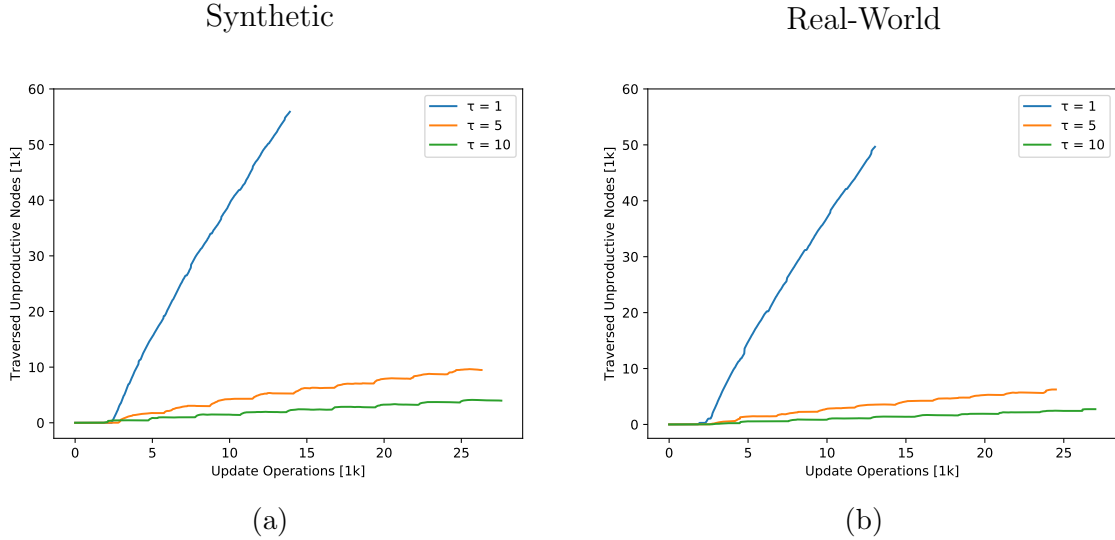 Synthetic
Real-World
60
50
40
30
20
10
0
Traversed Unproductive Nodes [1k]
τ = 1
τ = 5
τ = 10
0 5 10 15 20 25
Update Operations [1k]
(a)
60
50
40
30
20
10
0
Traversed Unproductive Nodes [1k]
τ = 1
τ = 5
τ = 10
0 5 10 15 20 25
Update Operations [1k]
(b)